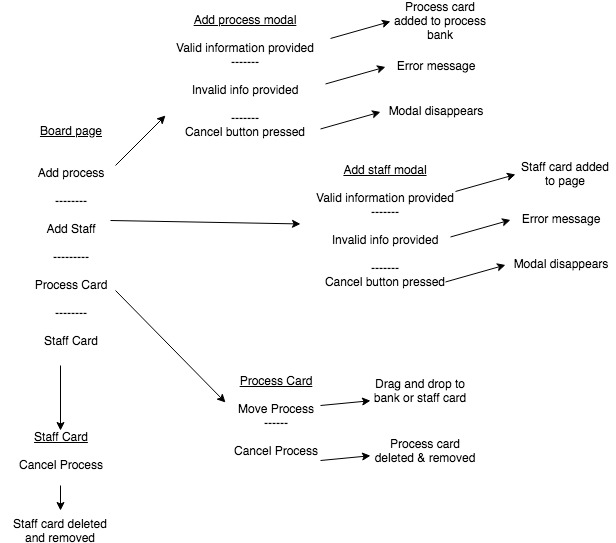 Board page
Add process
--------
Add Staff
---------
Process Card
--------
Staff Card
Add process modal
Valid information provided
-------
Invalid info provided
-------
Cancel button pressed
Process card
added to process
bank
Error message
Modal disappears
Add staff modal
Valid information provided
-------
Invalid info provided
-------
Cancel button pressed
Staff card added
to page
Error message
Modal disappears
Process Card
Move Process
------
Cancel Process
Drag and drop to
bank or staff card
Process card
deleted & removed
Staff Card
Cancel Process
Staff card deleted
and removed